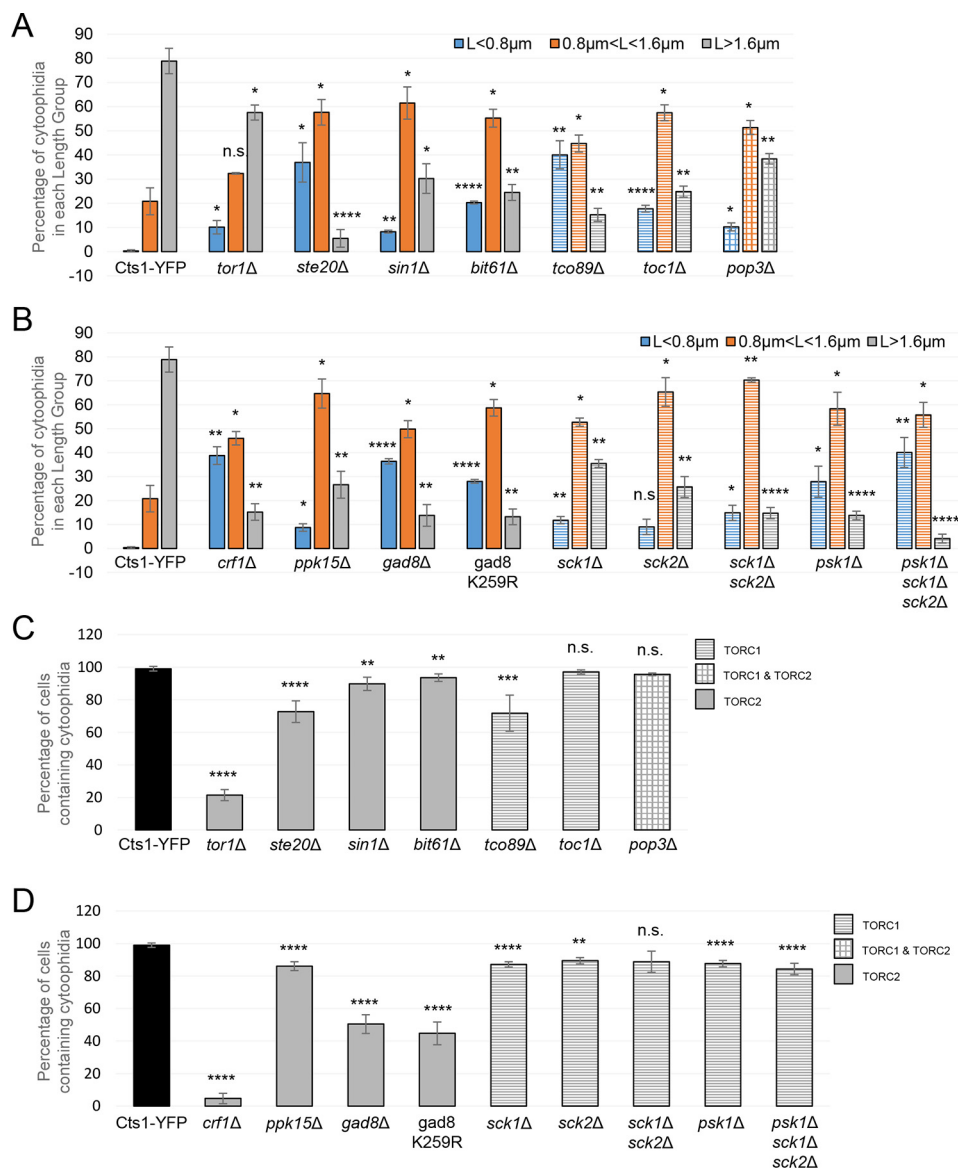 A
Percentage of cytoophidia
in each Length Group
90
80
70
60
50
40
30
20
10
0
-10
L<0.8µm 0.8µm<L<1.6µm L>1.6µm
* n.s. *
* * ****
** * *
**** * **
** * **
**** * **
* * **
Cts1-YFP tor1Δ ste20Δ sin1Δ bit61Δ tco89Δ toc1Δ pop3Δ
B
Percentage of cytoophidia
in each Length Group
90
80
70
60
50
40
30
20
10
0
-10
L<0.8µm 0.8µm<L<1.6µm L>1.6µm
** * **
* * **
**** * **
**** * **
** * **
n.s * **
* ** ****
* * ****
** * ****
Cts1-YFP crf1Δ ppk15Δ gad8Δ gad8 sck1Δ sck2Δ sck1Δ psk1Δ psk1Δ
K259R sck2Δ sck1Δ
sck2Δ
C
Percentage of cells
containing cytoophidia
120
100
80
60
40
20
0
**** **** ** ** *** n.s. n.s.
TORC1
TORC1 & TORC2
TORC2
Cts1-YFP tor1Δ ste20Δ sin1Δ bit61Δ tco89Δ toc1Δ pop3Δ
D
Percentage of cells
containing cytoophidia
120
100
80
60
40
20
0
**** **** **** **** **** ** n.s. **** ****
TORC1
TORC1 & TORC2
TORC2
Cts1-YFP crf1Δ ppk15Δ gad8Δ gad8 sck1Δ sck2Δ sck1Δ psk1Δ psk1Δ
K259R sck2Δ sck1Δ
sck2Δ